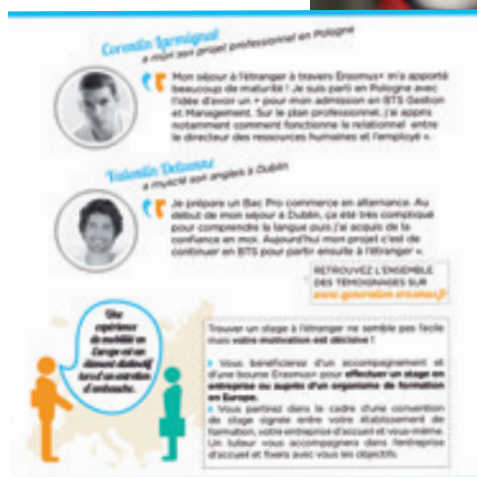 Corentin Larmignat
a mûri son projet professionnel en Pologne
Mon séjour à l'étranger à travers Erasmus+ m'a apporté
beaucoup de maturité ! Je suis parti en Pologne avec
l'idée d'avoir un + pour mon admission en BTS Gestion
et Management. Sur le plan professionnel, j'ai appris
notamment comment fonctionne le relationnel entre
le directeur des ressources humaines et l'employé ».
Valentin
a musclé son anglais à Dublin
Je prépare un Bac Pro commerce en alternance. Au
début de mon séjour à Dublin, ça été très compliqué
pour comprendre la langue puis j'ai acquis de la
confiance en moi. Aujourd'hui mon projet c'est de
continuer en BTS pour partir ensuite à l'étranger ».
RETROUVEZ L'ENSEMBLE
DES TÉMOIGNAGES SUR
www.generation-erasmus.fr
Une
expérience
de mobilité en
Europe est un
élément distinctif
lors d'un entretien
d'embauche.
Trouver un stage à l'étranger ne semble pas facile
mais votre motivation est décisive !
Vous bénéficierez d'un accompagnement et
d'une bourse Erasmus+ pour effectuer un stage en
entreprise ou auprès d'un organisme de formation
en Europe.
Vous partirez dans le cadre d'une convention
de stage signée entre votre établissement de
formation, votre entreprise d'accueil et vous-même.
Un tuteur vous accompagnera dans l'entreprise
d'accueil et fixera avec vous les objectifs.